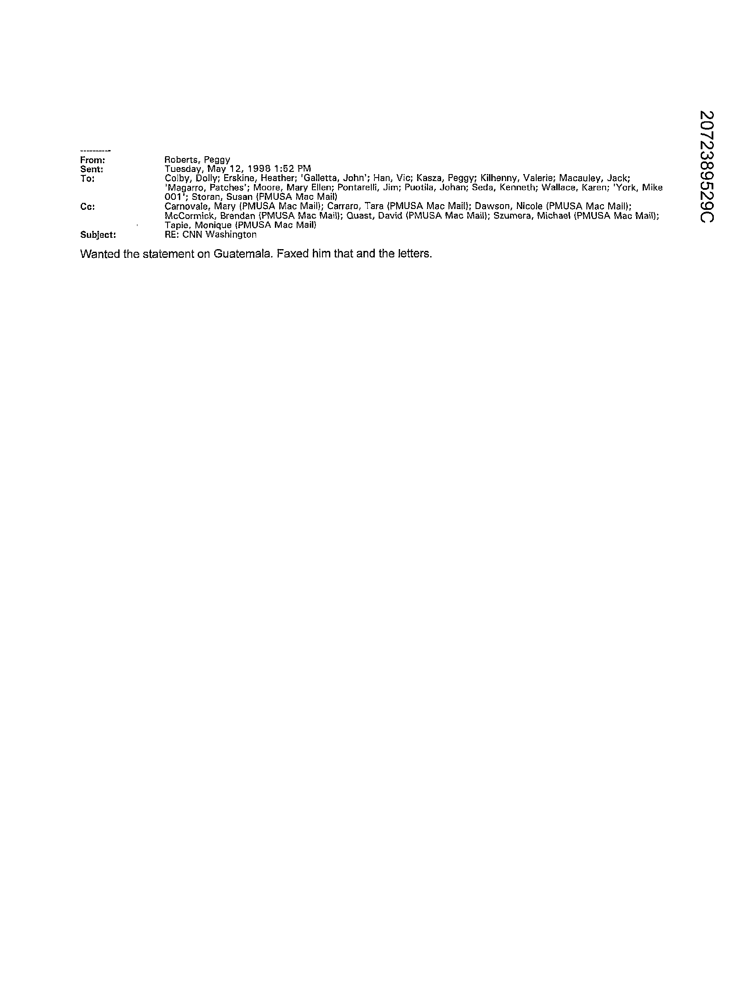 ----------
From: Roberts, Peggy
Sent: Tuesday, May 12, 1998 1:52 PM
To: Colby, Dolly; Erskine, Heather; 'Galletta, John'; Han, Vic; Kasza, Peggy; Kilhenny, Valerie; Macauley, Jack;
'Magarro, Patches'; Moore, Mary Ellen; Pontarelli, Jim; Puotila, Johan; Seda, Kenneth; Wallace, Karen; 'York, Mike
001'; Storan, Susan (PMUSA Mac Mail)
Cc: Carnovale, Mary (PMUSA Mac Mail); Carraro, Tara (PMUSA Mac Mail); Dawson, Nicole (PMUSA Mac Mail);
McCormick, Brendan (PMUSA Mac Mail); Quast, David (PMUSA Mac Mail); Szumera, Michael (PMUSA Mac Mail);
Tapie, Monique (PMUSA Mac Mail)
Subject: RE: CNN Washington
Wanted the statement on Guatemala. Faxed him that and the letters.
2072389529C